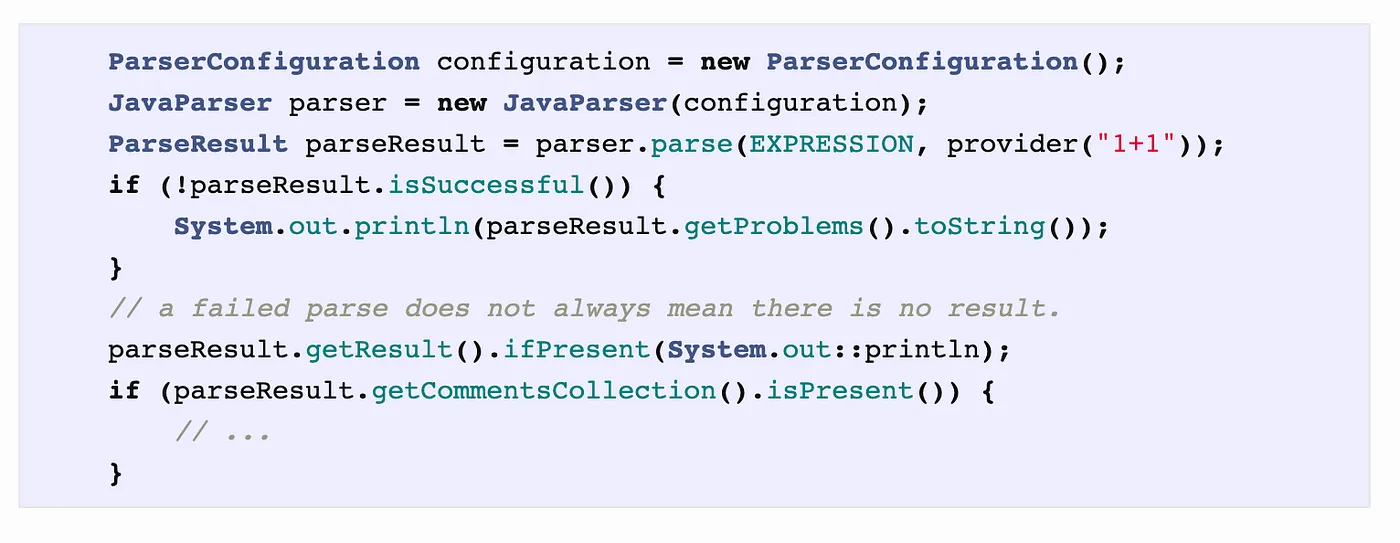 ParserConfiguration configuration = new ParserConfiguration();
JavaParser parser = new JavaParser(configuration);
ParseResult parseResult = parser.parse(EXPRESSION, provider("1+1"));
if (!parseResult.isSuccessful()) {
    System.out.println(parseResult.getProblems().toString());
}
// a failed parse does not always mean there is no result.
parseResult.getResult().ifPresent(System.out::println);
if (parseResult.getCommentsCollection().isPresent()) {
    // ...
}